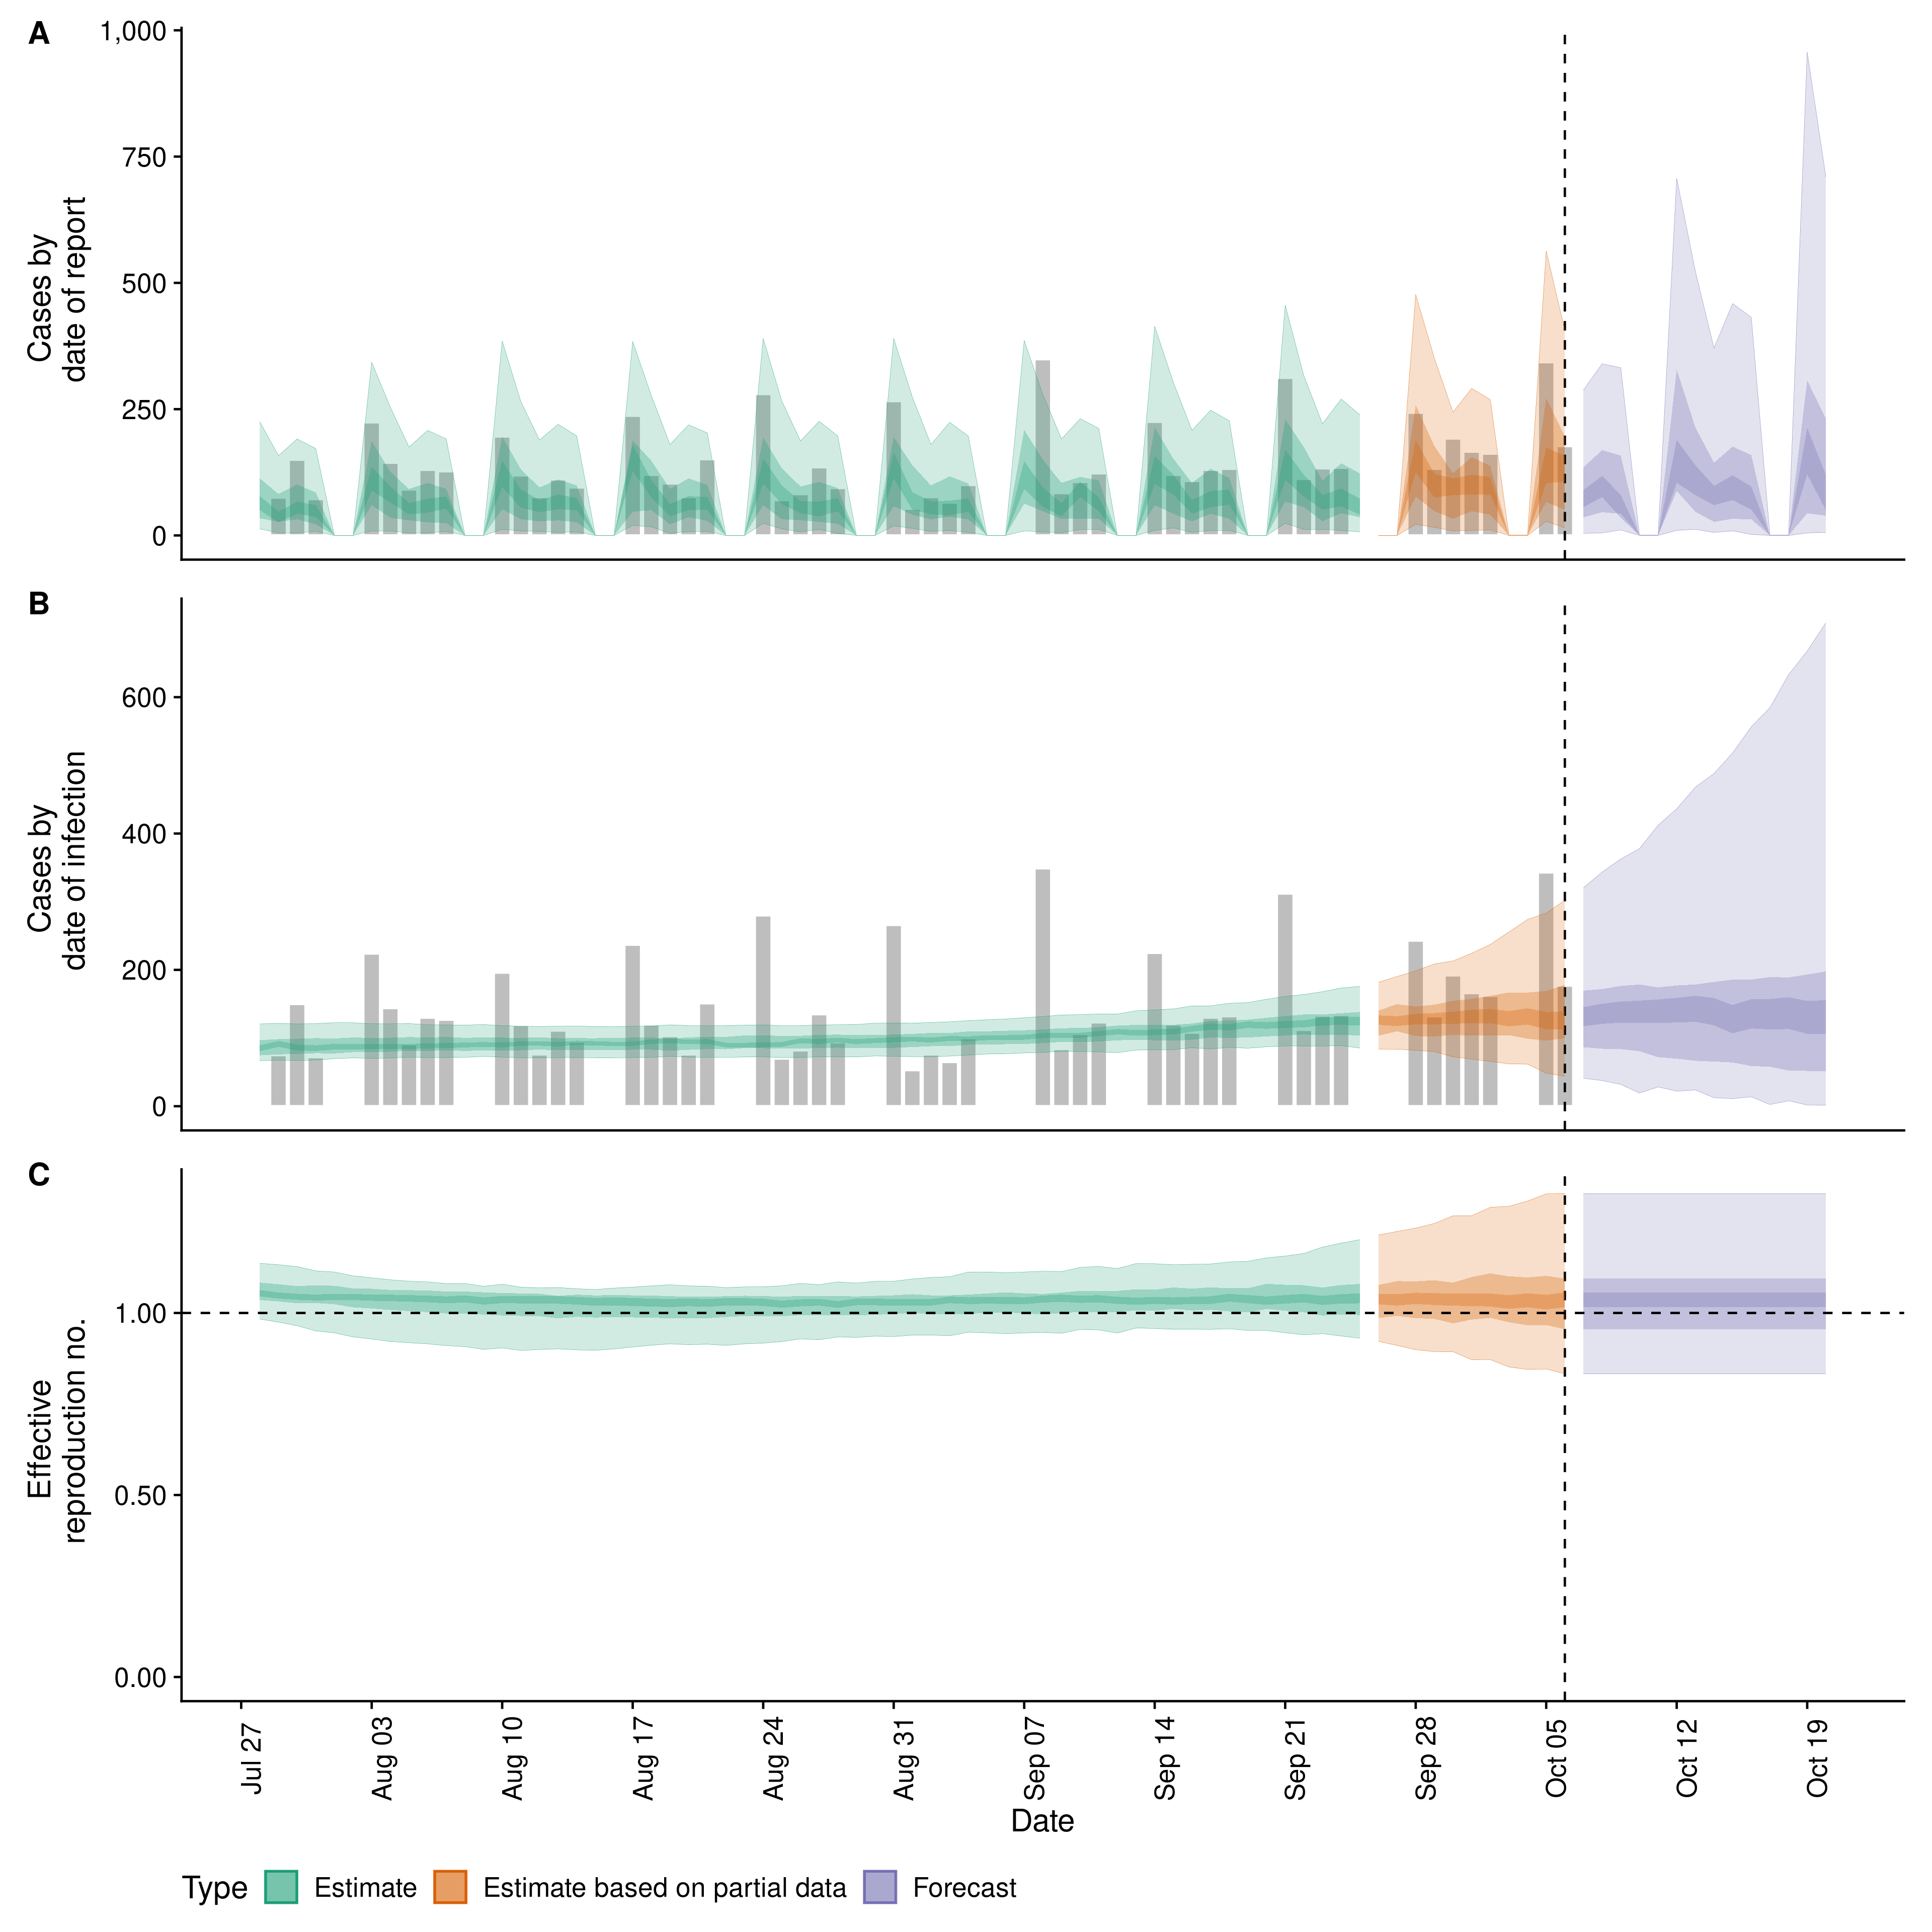 A
1,000
750
500
250
0
Cases by
date of report
B
600
400
200
0
Cases by
date of infection
C
1.00
0.50
0.00
Effective
reproduction no.
Jul 27
Aug 03
Aug 10
Aug 17
Aug 24
Aug 31
Sep 07
Sep 14
Sep 21
Sep 28
Oct 05
Oct 12
Oct 19
Date
Type Estimate Estimate based on partial data Forecast